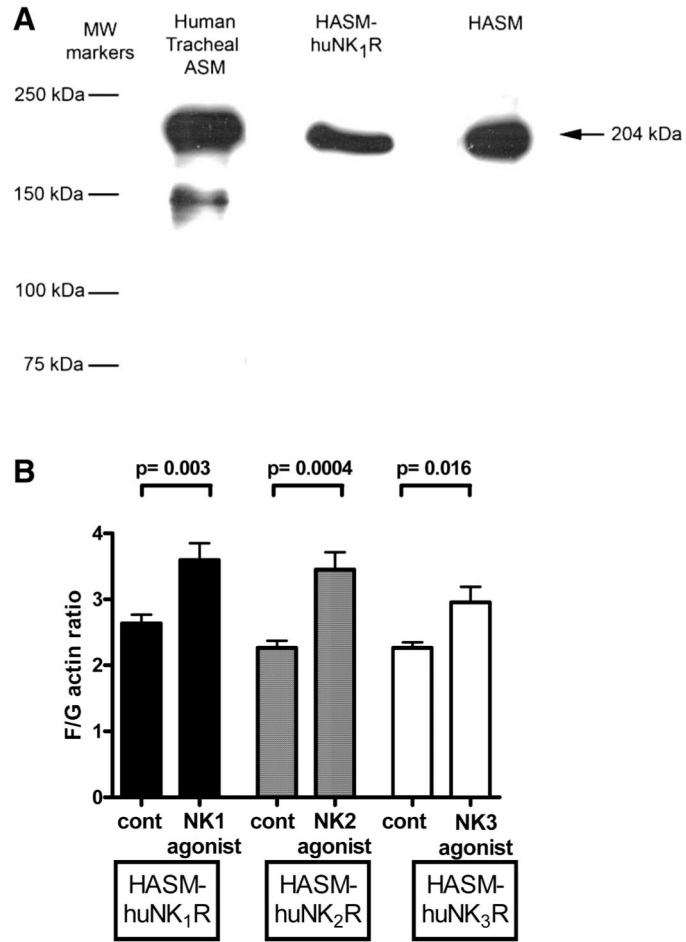 A
MW
markers
Human
Tracheal
ASM
HASM-
huNK1R
HASM
250 kDa
204 kDa
150 kDa
100 kDa
75 kDa
B
p= 0.003
p= 0.0004
p= 0.016
F/G actin ratio
4
3
2
1
0
cont
NK1
agonist
cont
NK2
agonist
cont
NK3
agonist
HASM-
huNK1R
HASM-
huNK2R
HASM-
huNK3R